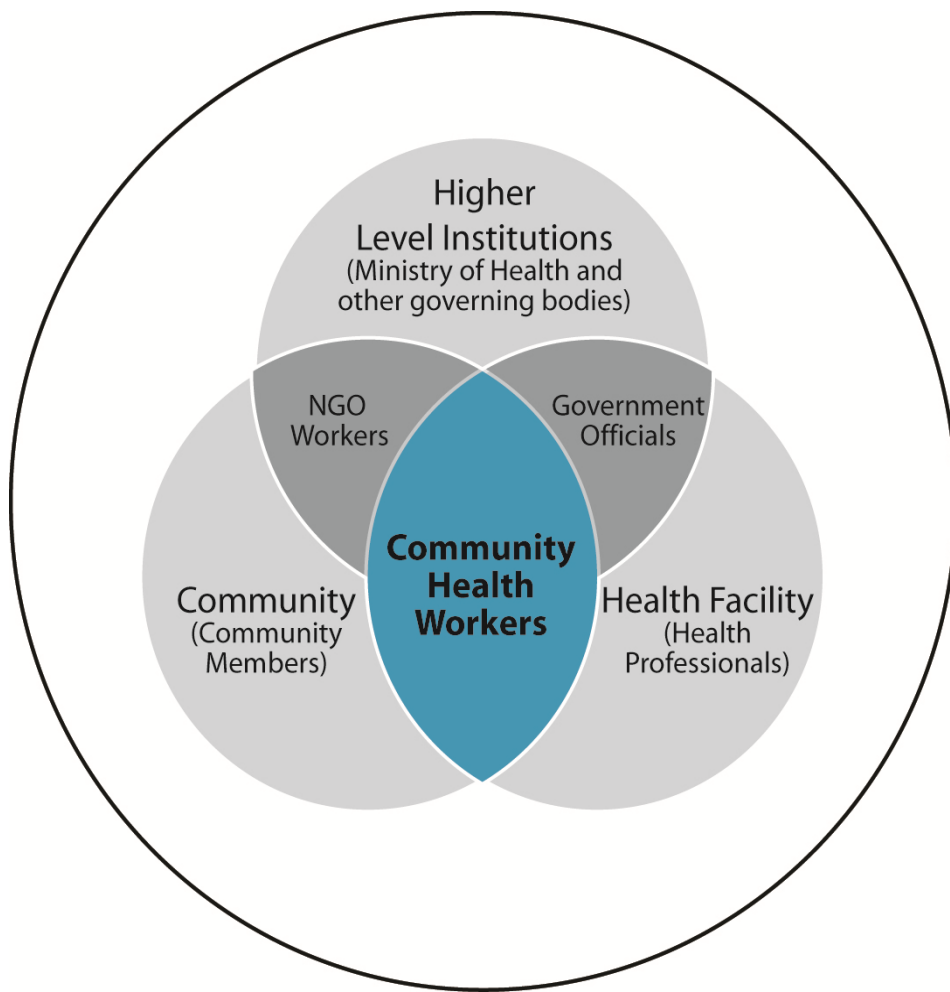 Higher
Level Institutions
(Ministry of Health and
other governing bodies)
NGO
Workers
Government
Officials
Community
Health
Workers
Community
(Community
Members)
Health Facility
(Health
Professionals)